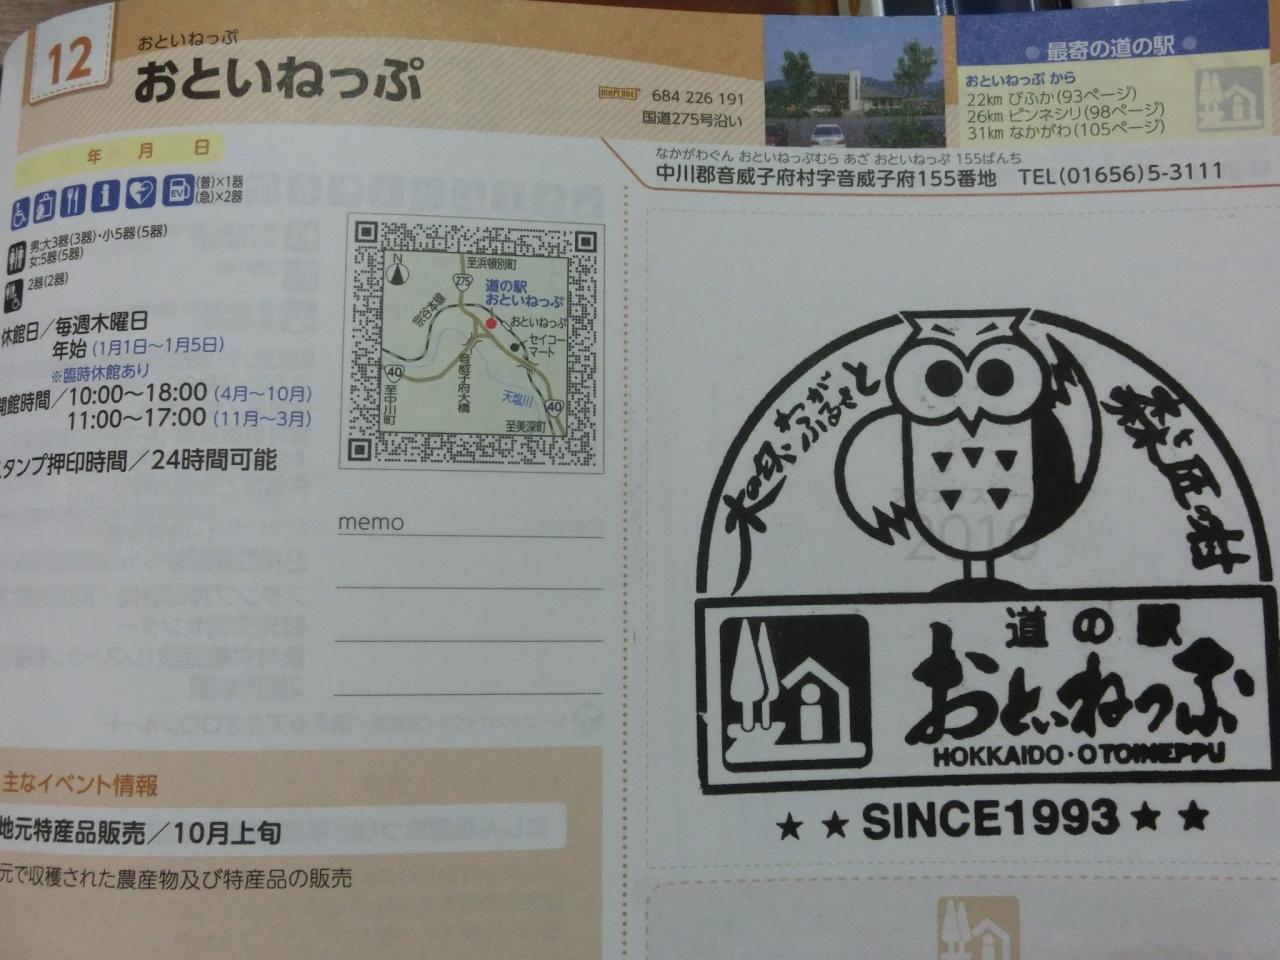 12
おといねっぷ
おといねっぷ
MAPCODE 684 226 191
国道275号沿い
最寄の道の駅
おといねっぷ から
22km びふか(93ページ)
26km ピンネシリ(98ページ)
31km なかがわ(105ページ)
なかがわぐん おといねっぷむら あざ おといねっぷ 155ばんち
中川郡音威子府村字音威子府155番地 TEL(01656)5-3111
年 月 日
EV
(普)×1器
(急)×2器
男:大3器(3器)・小5器(5器)
女:5器(5器)
2器(2器)
休館日／毎週木曜日
年始(1月1日〜1月5日)
※臨時休館あり
開館時間／10:00〜18:00(4月〜10月)
11:00〜17:00(11月〜3月)
スタンプ押印時間／24時間可能
N
至浜頓別町
275
道の駅
おといねっぷ
宗谷本線
おといねっぷ
セイコーマート
音威子府大橋
40
至中川町
天塩川
40
至美深町
memo
主なイベント情報
地元特産品販売／10月上旬
元で収穫された農産物及び特産品の販売
2016
木の呪わがふるさと
森と匠の村
道の駅
おといねっぷ
HOKKAIDO・OTOINEPPU
★ ★ SINCE1993 ★ ★